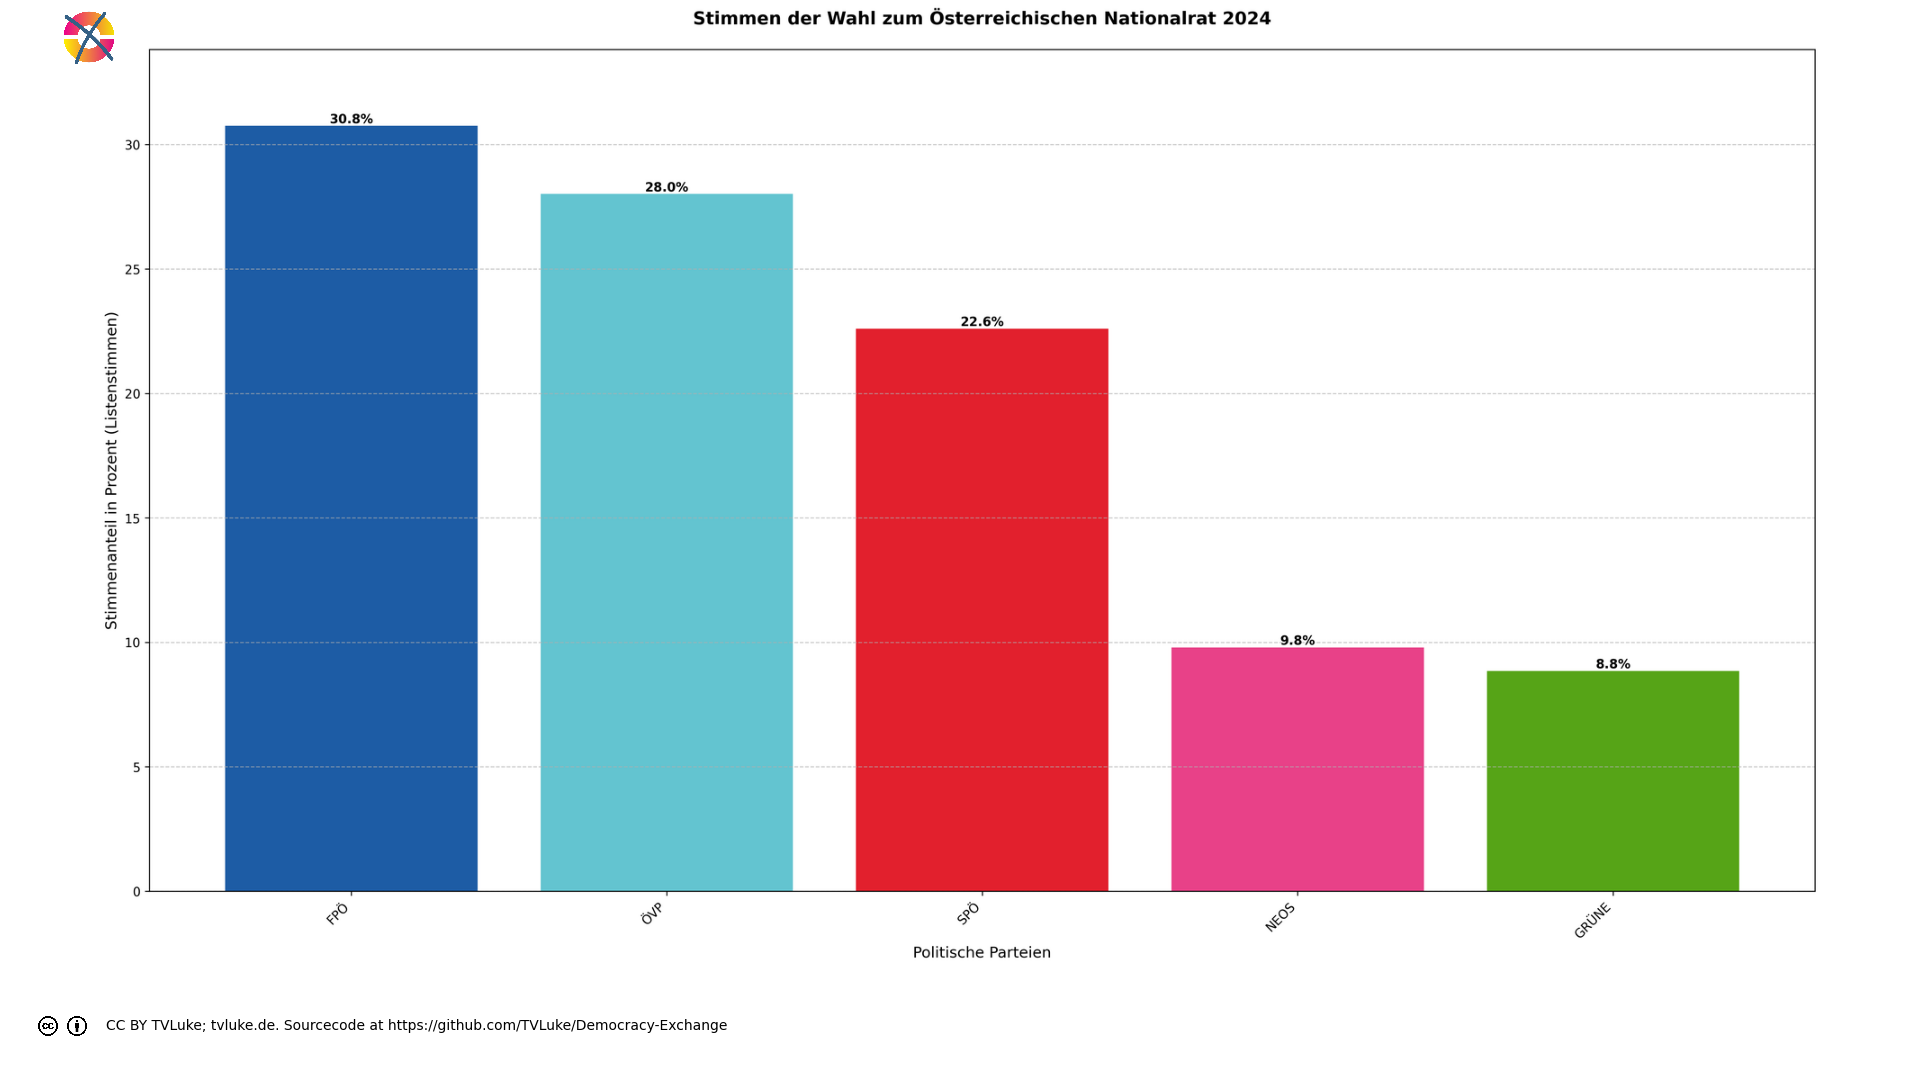 Stimmen der Wahl zum Österreichischen Nationalrat 2024
Stimmenanteil in Prozent (Listenstimmen)
30
25
20
15
10
5
0
30.8%
28.0%
22.6%
9.8%
8.8%
FPÖ
ÖVP
SPÖ
NEOS
GRÜNE
Politische Parteien
cc
CC BY TVLuke; tvluke.de. Sourcecode at https://github.com/TVLuke/Democracy-Exchange